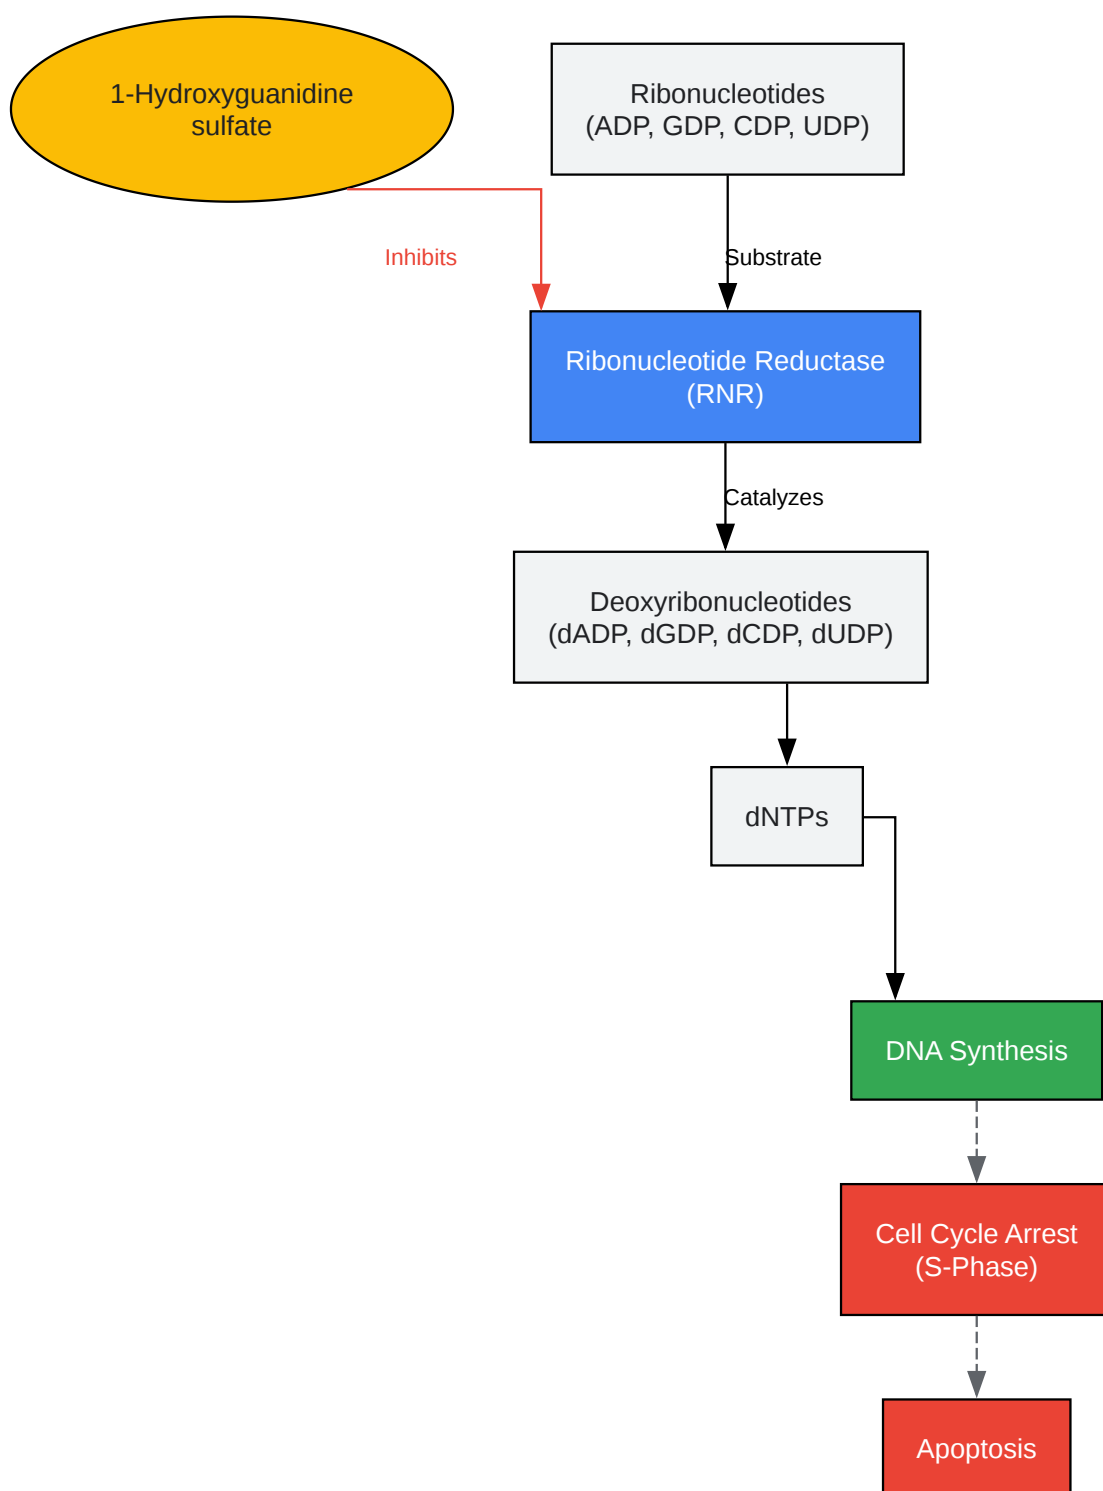 1-Hydroxyguanidine
sulfate
Ribonucleotides
(ADP, GDP, CDP, UDP)
Inhibits
Substrate
Ribonucleotide Reductase
(RNR)
Catalyzes
Deoxyribonucleotides
(dADP, dGDP, dCDP, dUDP)
dNTPs
DNA Synthesis
Cell Cycle Arrest
(S-Phase)
Apoptosis